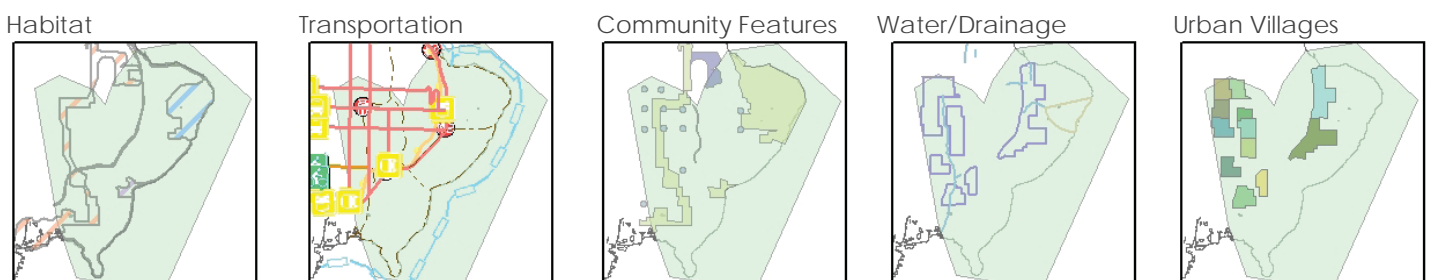 Habitat
Transportation
Community Features
Water/Drainage
Urban Villages